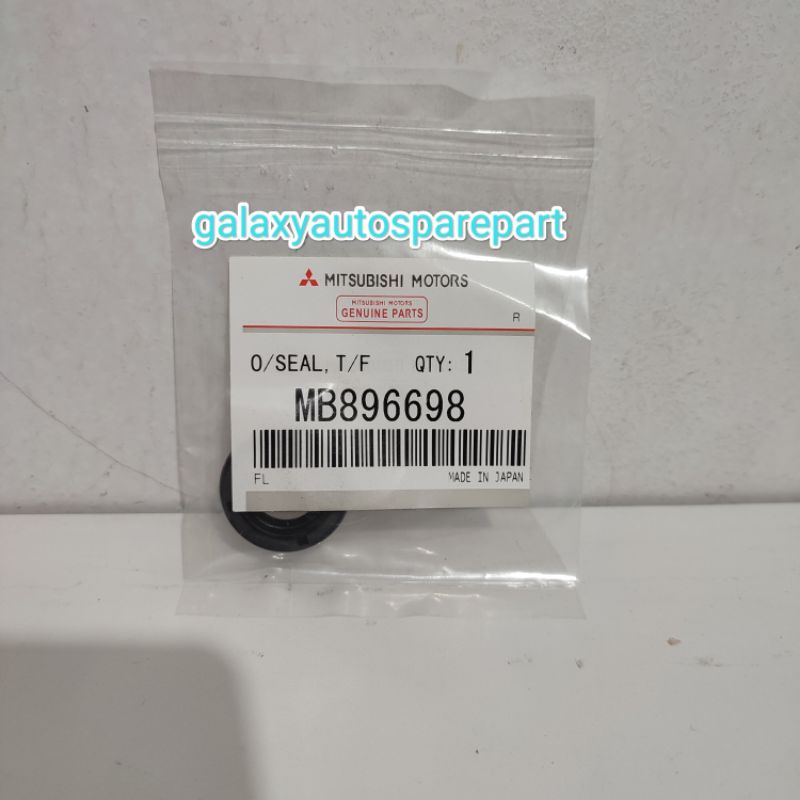 galaxyautosparepart
MITSUBISHI MOTORS
MITSUBISHI MOTORS
GENUINE PARTS
R
O/SEAL, T/F QTY: 1
MB896698
FL MADE IN JAPAN